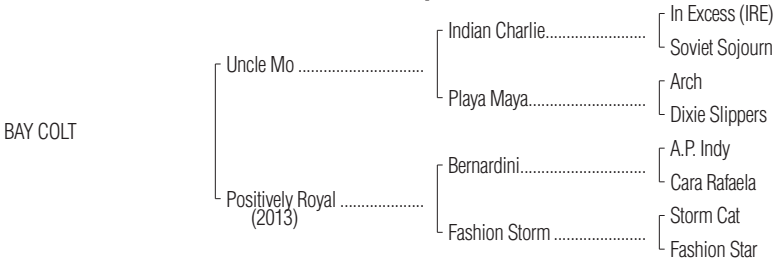 In Excess (IRE)
Indian Charlie........................
Soviet Sojourn
Uncle Mo ..............................
Arch
Playa Maya............................
Dixie Slippers
BAY COLT
A.P. Indy
Bernardini..............................
Cara Rafaela
Positively Royal ....................
(2013)
Storm Cat
Fashion Storm ......................
Fashion Star